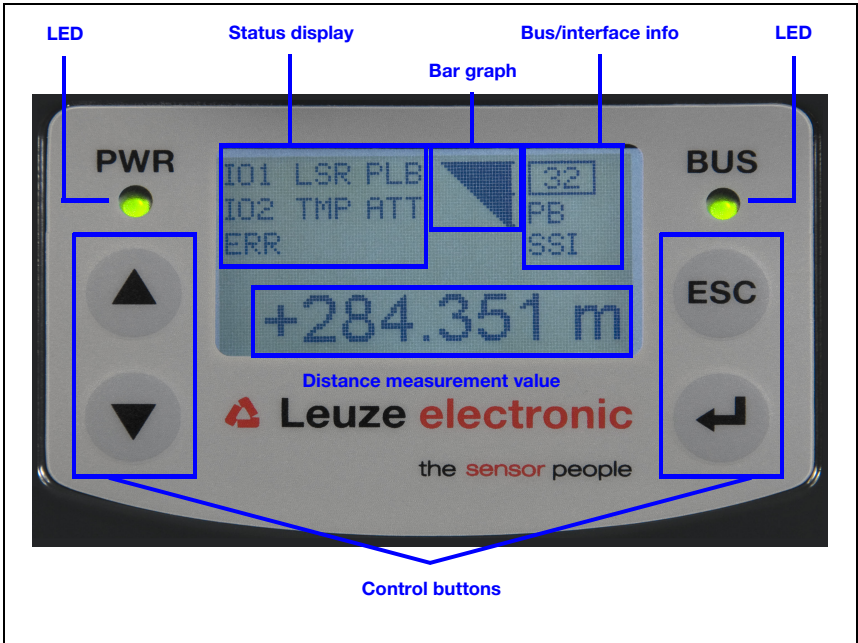 LED
Status display
Bus/interface info
LED
Bar graph
PWR
BUS
IO1 LSR PLB
IO2 TMP ATT
ERR
32
PB
SSI
ESC
+284.351 m
Distance measurement value
Leuze electronic
the sensor people
Control buttons